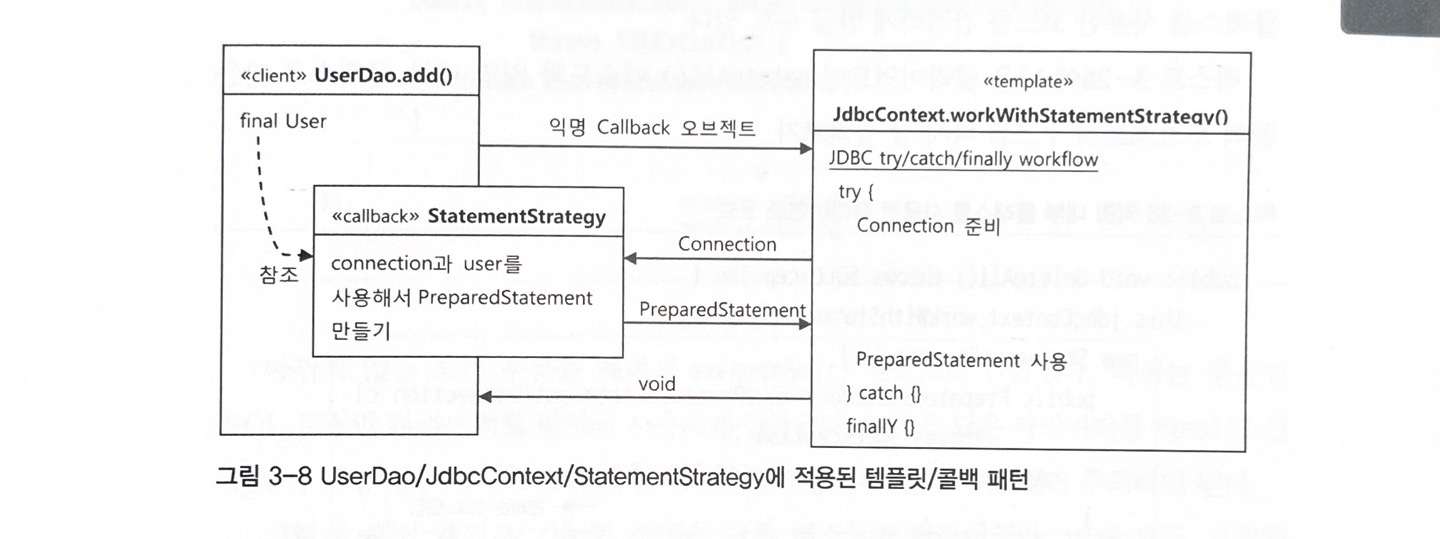 «client» UserDao.add()
final User
익명 Callback 오브젝트
«template»
JdbcContext.workWithStatementStrategy()
JDBC try/catch/finally workflow
try {
Connection 준비
«callback» StatementStrategy
참조
connection과 user를
사용해서 PreparedStatement
만들기
Connection
PreparedStatement
PreparedStatement 사용
void
} catch {}
finallY {}
그림 3-8 UserDao/JdbcContext/StatementStrategy에 적용된 템플릿/콜백 패턴